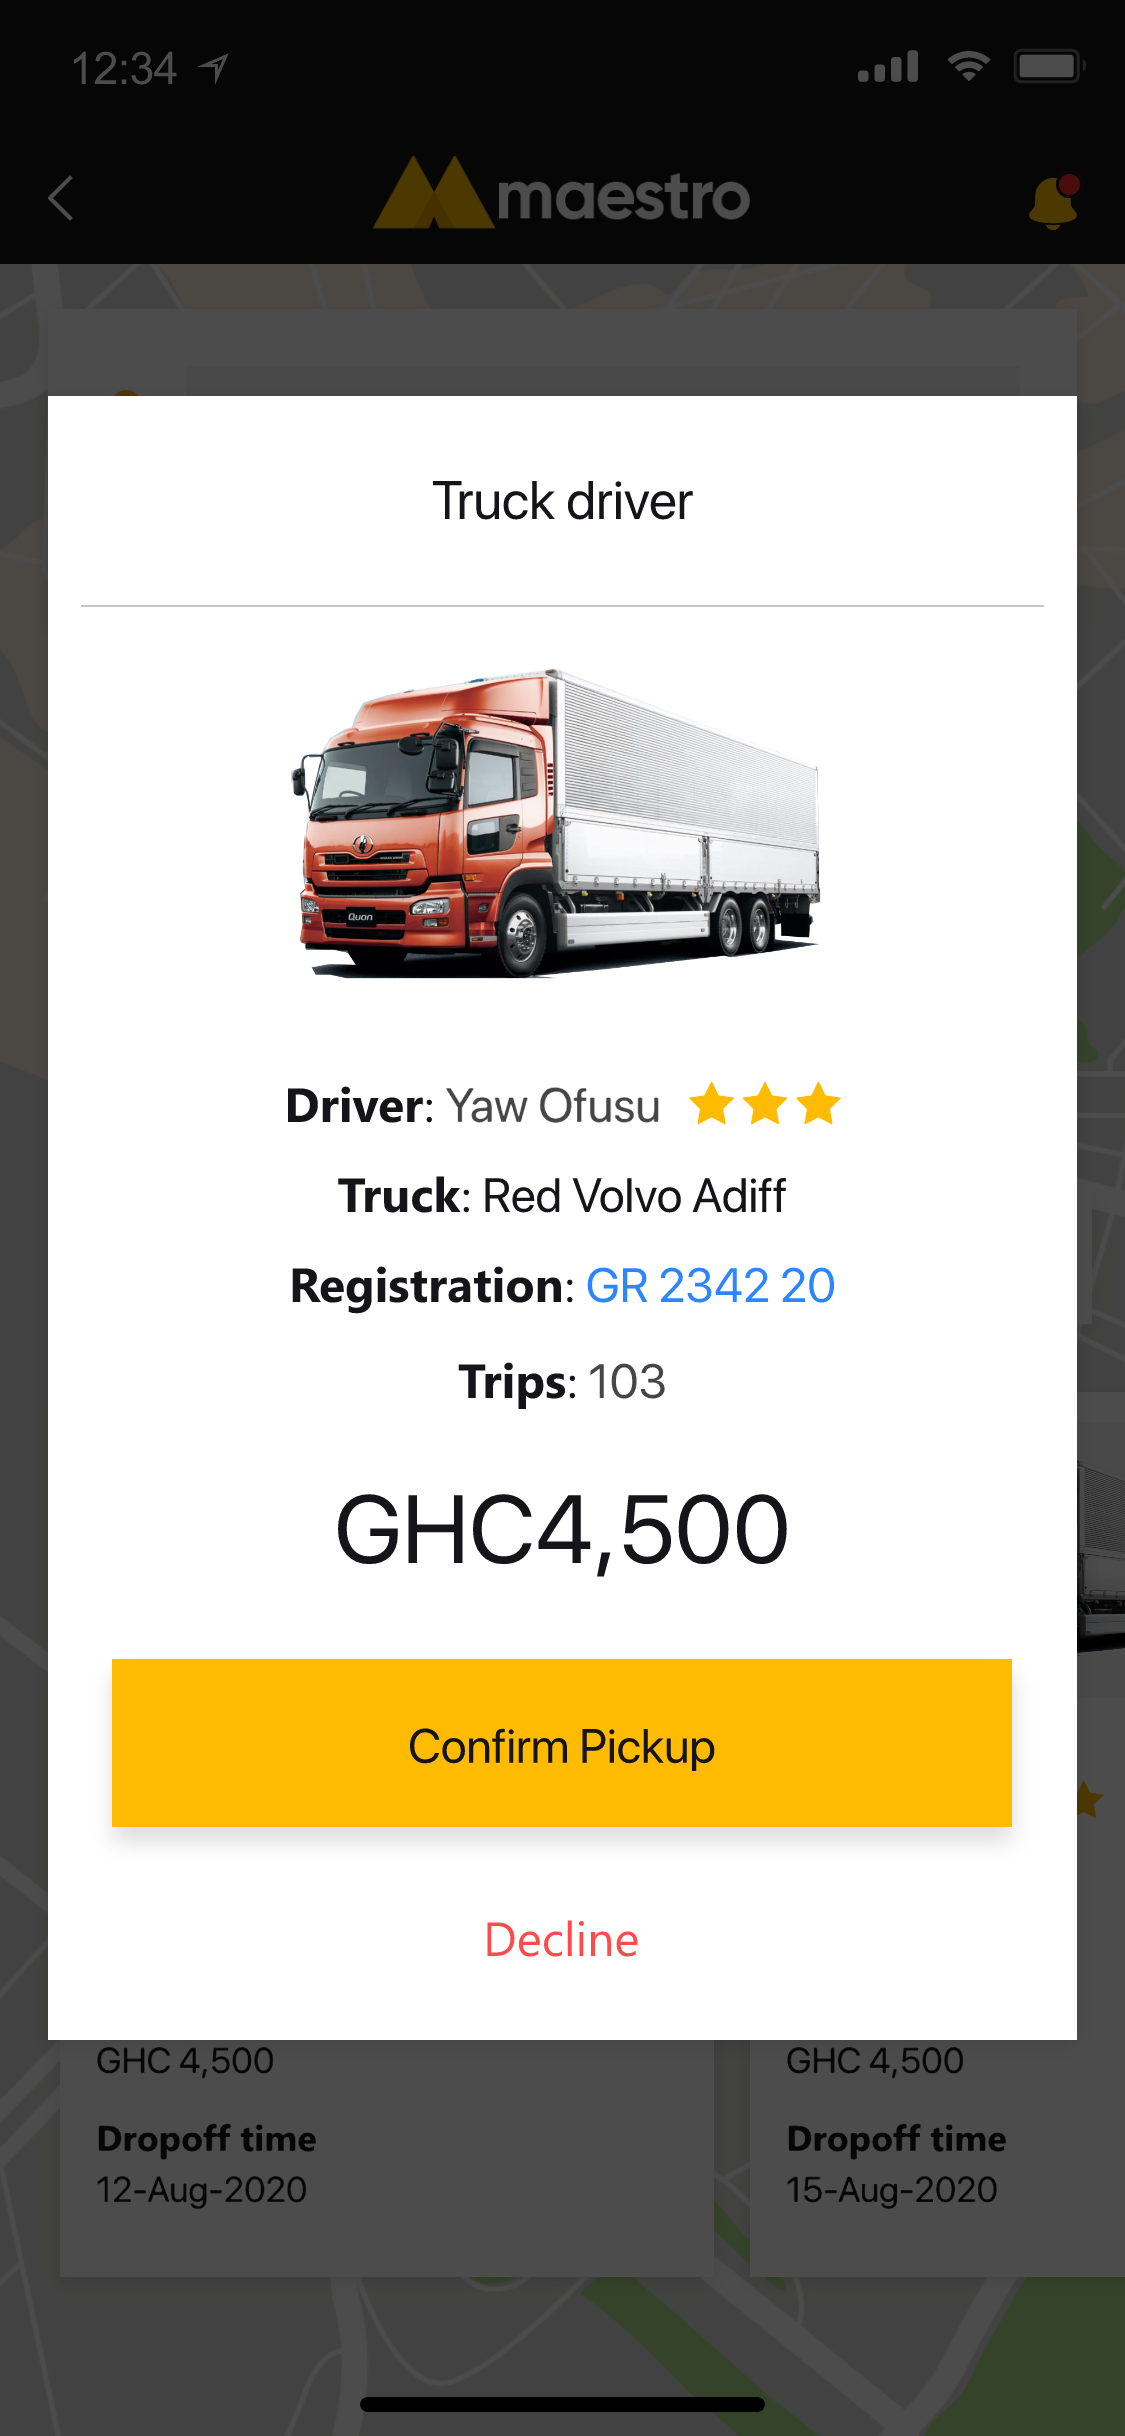 12:34
maestro
Truck driver
Quon
Driver: Yaw Ofusu
Truck: Red Volvo Adiff
Registration: GR 2342 20
Trips: 103
GHC4,500
Confirm Pickup
Decline
GHC 4,500
Dropoff time
12-Aug-2020
GHC 4,500
Dropoff time
15-Aug-2020